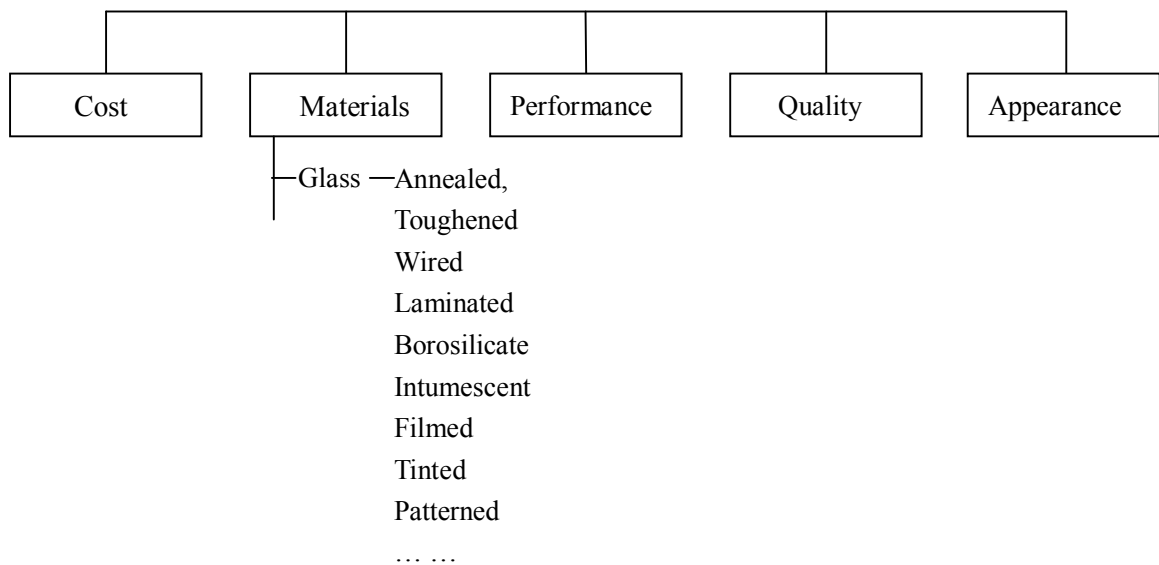 Cost Materials Performance Quality Appearance
Glass Annealed,
Toughened
Wired
Laminated
Borosilicate
Intumescent
Filmed
Tinted
Patterned
… …